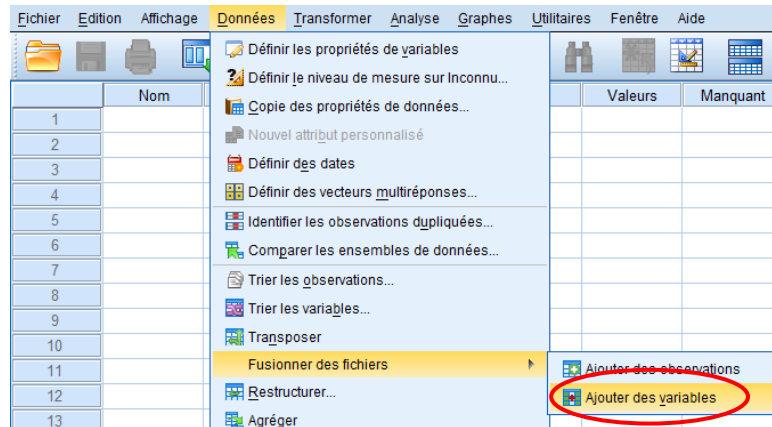 Fichier Edition Affichage Données Transformer Analyse Graphes Utilitaires Fenêtre Aide
Définir les propriétés de variables
Définir le niveau de mesure sur Inconnu...
Nom Valeurs Manquant
Copie des propriétés de données...
1
Nouvel attribut personnalisé
2
Définir des dates
3
Définir des vecteurs multiréponses...
4
Identifier les observations dupliquées...
5
Comparer les ensembles de données...
6
7
Trier les observations...
8
Trier les variables...
9
Transposer
10
Fusionner des fichiers
11
Ajouter des observations
Restructurer...
12
Ajouter des variables
Agréger
13